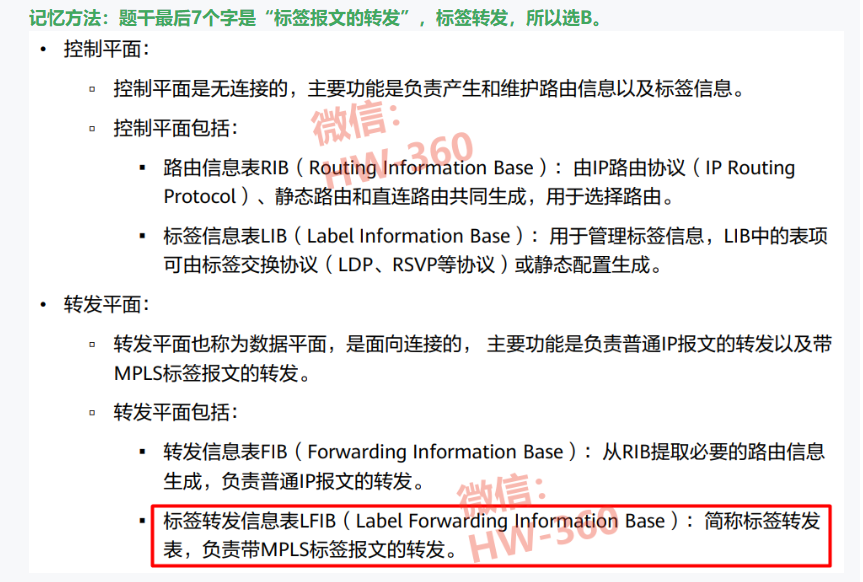 记忆方法：题干最后7个字是“标签报文的转发”，标签转发，所以选B。
• 控制平面：
▫ 控制平面是无连接的，主要功能是负责产生和维护路由信息以及标签信息。
▫ 控制平面包括：
▪ 路由信息表RIB（Routing Information Base）：由IP路由协议（IP Routing
Protocol）、静态路由和直连路由共同生成，用于选择路由。
▪ 标签信息表LIB（Label Information Base）：用于管理标签信息，LIB中的表项
可由标签交换协议（LDP、RSVP等协议）或静态配置生成。
• 转发平面：
▫ 转发平面也称为数据平面，是面向连接的， 主要功能是负责普通IP报文的转发以及带
MPLS标签报文的转发。
▫ 转发平面包括：
▪ 转发信息表FIB（Forwarding Information Base）：从RIB提取必要的路由信息
生成，负责普通IP报文的转发。
▪ 标签转发信息表LFIB（Label Forwarding Information Base）：简称标签转发
表，负责带MPLS标签报文的转发。
微信：
HW-360
微信：
HW-360